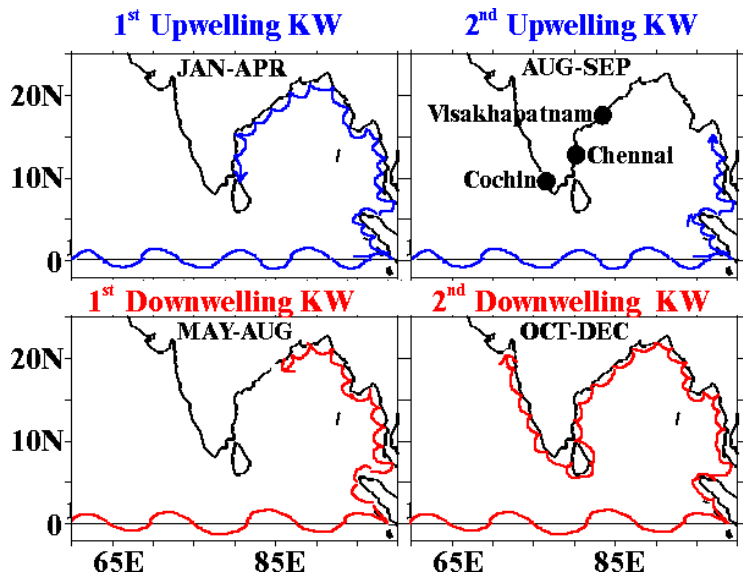 1st Upwelling KW
2nd Upwelling KW
JAN-APR
AUG-SEP
20N
Visakhapatnam
Chennai
10N
Cochin
0
1st Downwelling KW
2nd Downwelling KW
MAY-AUG
OCT-DEC
20N
10N
0
65E
85E
65E
85E